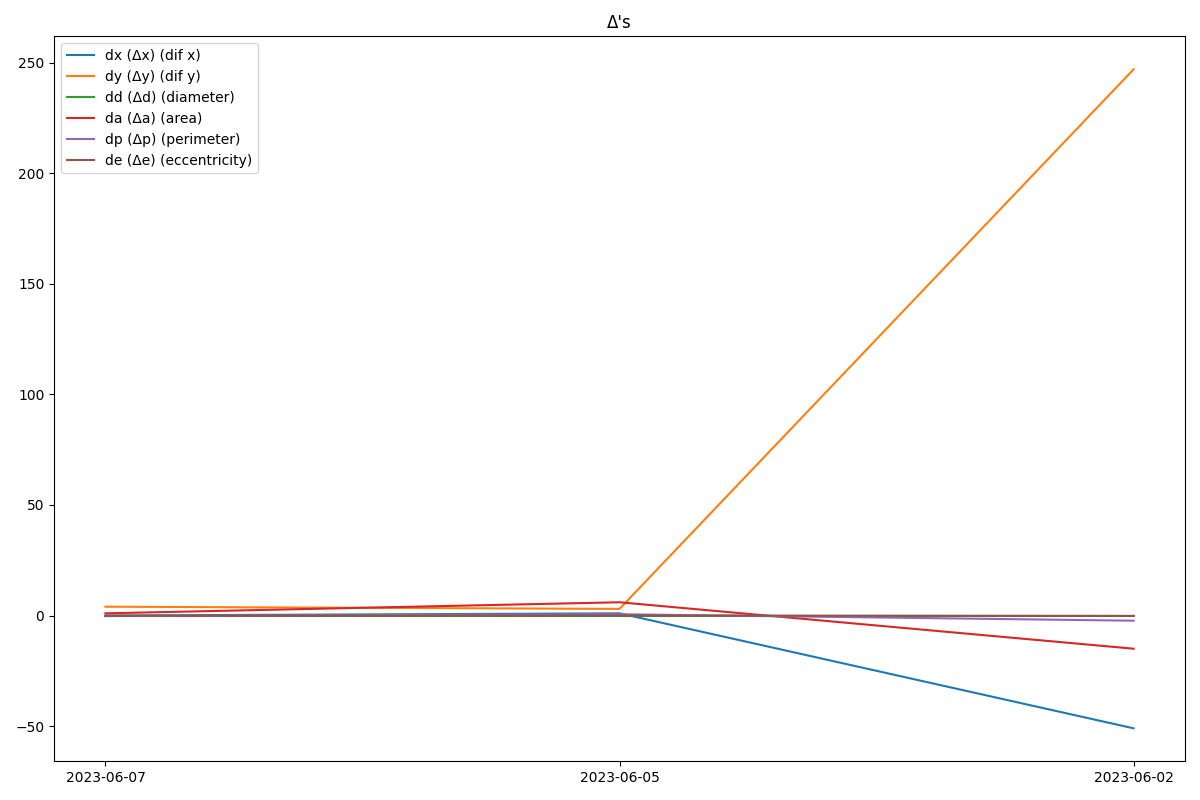 Δ's
dx (Δx) (dif x)
dy (Δy) (dif y)
dd (Δd) (diameter)
da (Δa) (area)
dp (Δp) (perimeter)
de (Δe) (eccentricity)
250
200
150
100
50
0
−50
2023-06-07
2023-06-05
2023-06-02